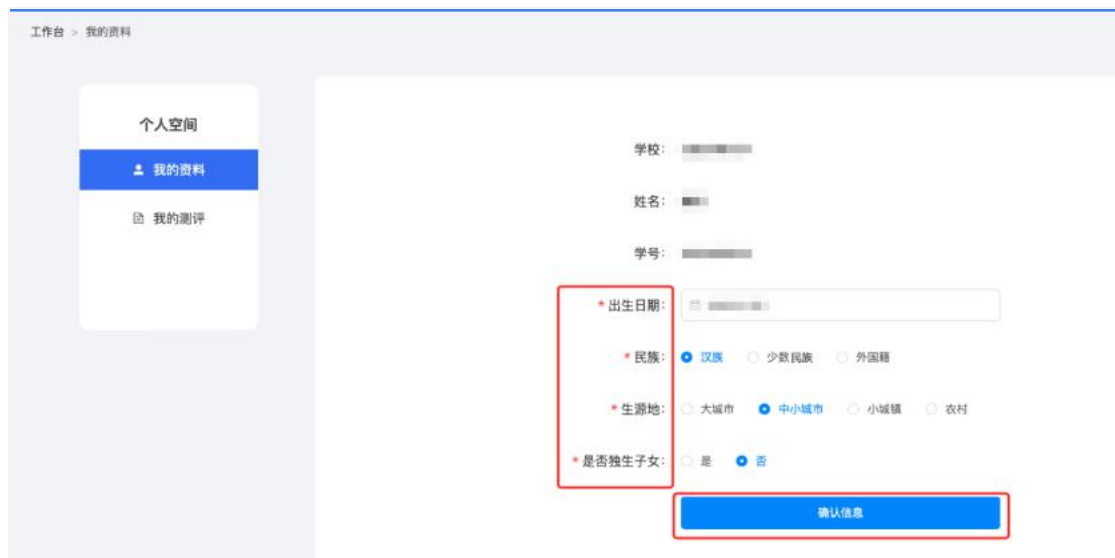 工作台 > 我的资料
个人空间
我的资料
我的测评
学校:
姓名:
学号:
* 出生日期:
* 民族: 汉族 少数民族 外国籍
* 生源地: 大城市 中小城市 小城镇 农村
* 是否独生子女: 是 否
确认信息